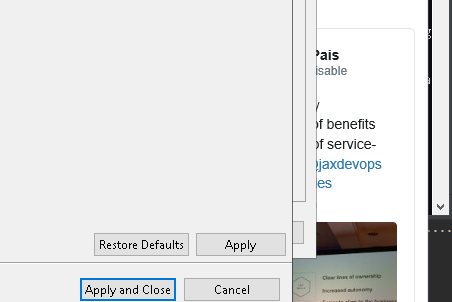 Pais
isable
y
of benefits
of service-
@jaxdevops
ies
Clear lines of ownership.
Increased autonomy.
Restore Defaults
Apply
Apply and Close
Cancel